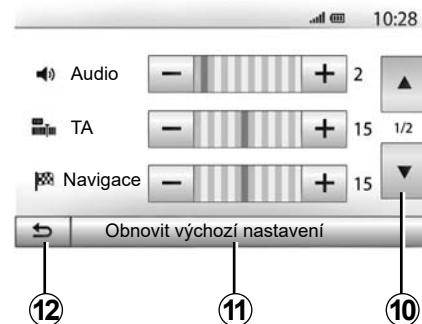 10:28
Audio − + 2
TA − + 15 1/2
Navigace − + 15
Obnovit výchozí nastavení
12 11 10